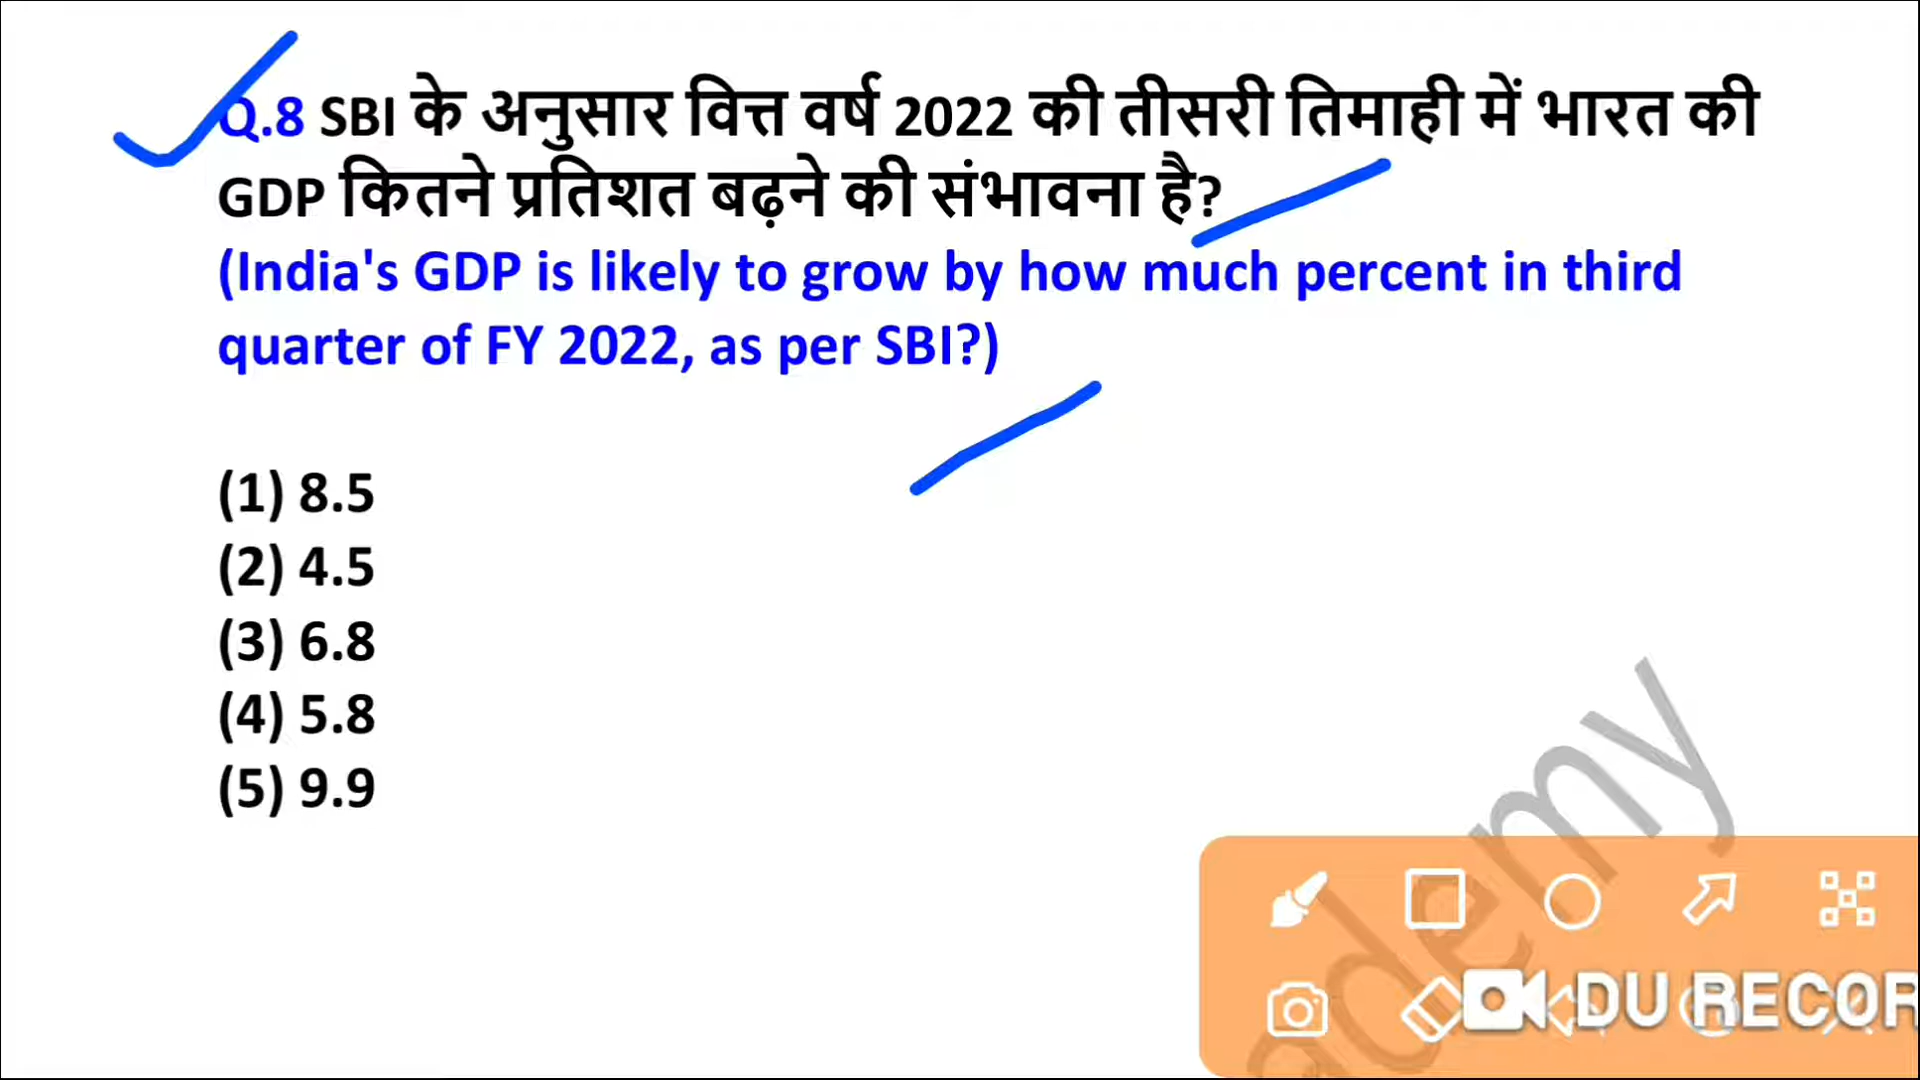 Q.8 SBI के अनुसार वित्त वर्ष 2022 की तीसरी तिमाही में भारत की
GDP कितने प्रतिशत बढ़ने की संभावना है?
(India's GDP is likely to grow by how much percent in third
quarter of FY 2022, as per SBI?)
(1) 8.5
(2) 4.5
(3) 6.8
(4) 5.8
(5) 9.9
ademy
DU RECOR